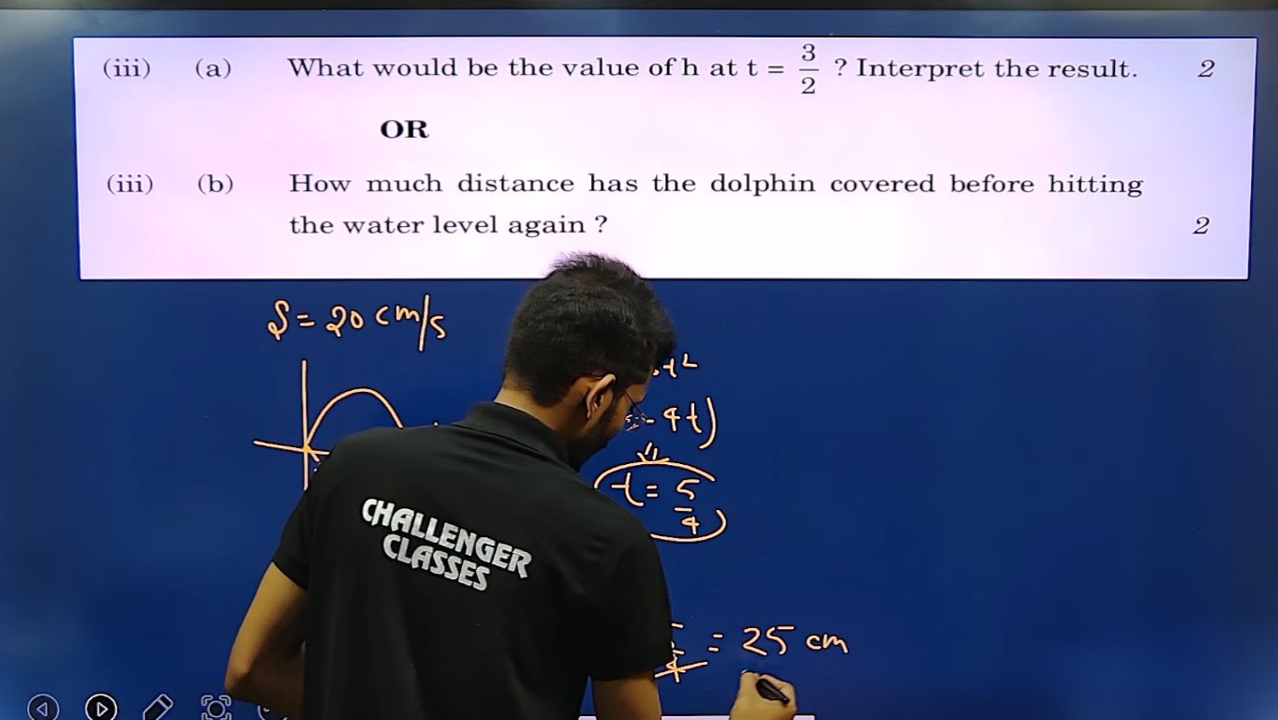 (iii) (a) What would be the value of h at t = 3/2 ? Interpret the result. 2
OR
(iii) (b) How much distance has the dolphin covered before hitting
the water level again ? 2
S = 20 cm/s
t²
- 4t)
t = 5/4
= 25 cm
CHALLENGER
CLASSES